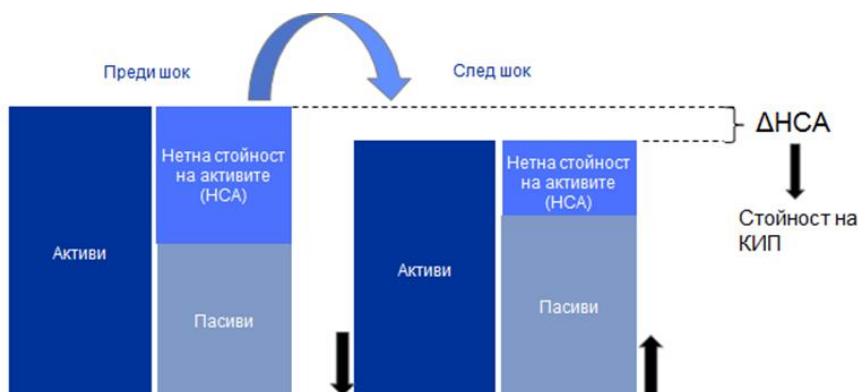 Преди шок
След шок
ΔНСА
Нетна стойност
на активите
(НСА)
Нетна стойност
на активите
(НСА)
Стойност на
КИП
Активи
Активи
Пасиви
Пасиви